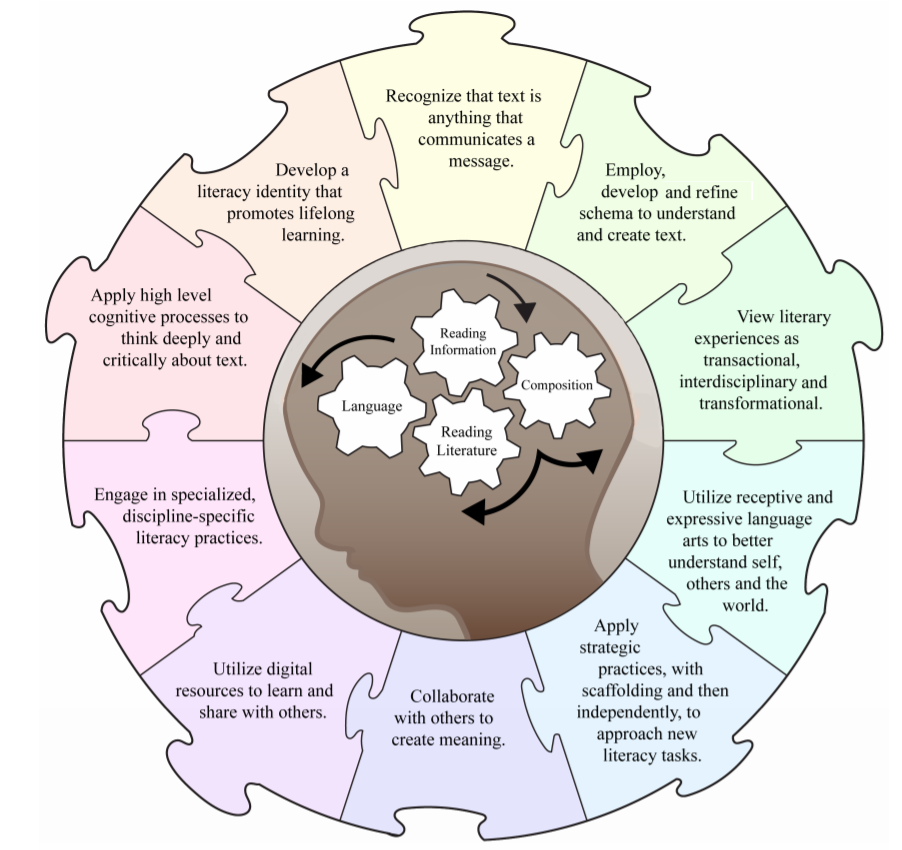 Recognize that text is
anything that
communicates a
message.
Employ,
develop and refine
schema to understand
and create text.
View literary
experiences as
transactional,
interdisciplinary and
transformational.
Utilize receptive and
expressive language
arts to better
understand self,
others and the
world.
Apply
strategic
practices, with
scaffolding and then
independently, to
approach new
literacy tasks.
Collaborate
with others to
create meaning.
Utilize digital
resources to learn and
share with others.
Engage in specialized,
discipline-specific
literacy practices.
Apply high level
cognitive processes to
think deeply and
critically about text.
Develop a
literacy identity that
promotes lifelong
learning.
Reading
Information
Composition
Language
Reading
Literature